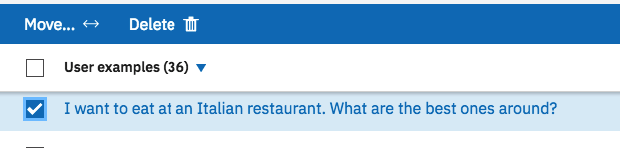 Move... Delete
User examples (36)
I want to eat at an Italian restaurant. What are the best ones around?